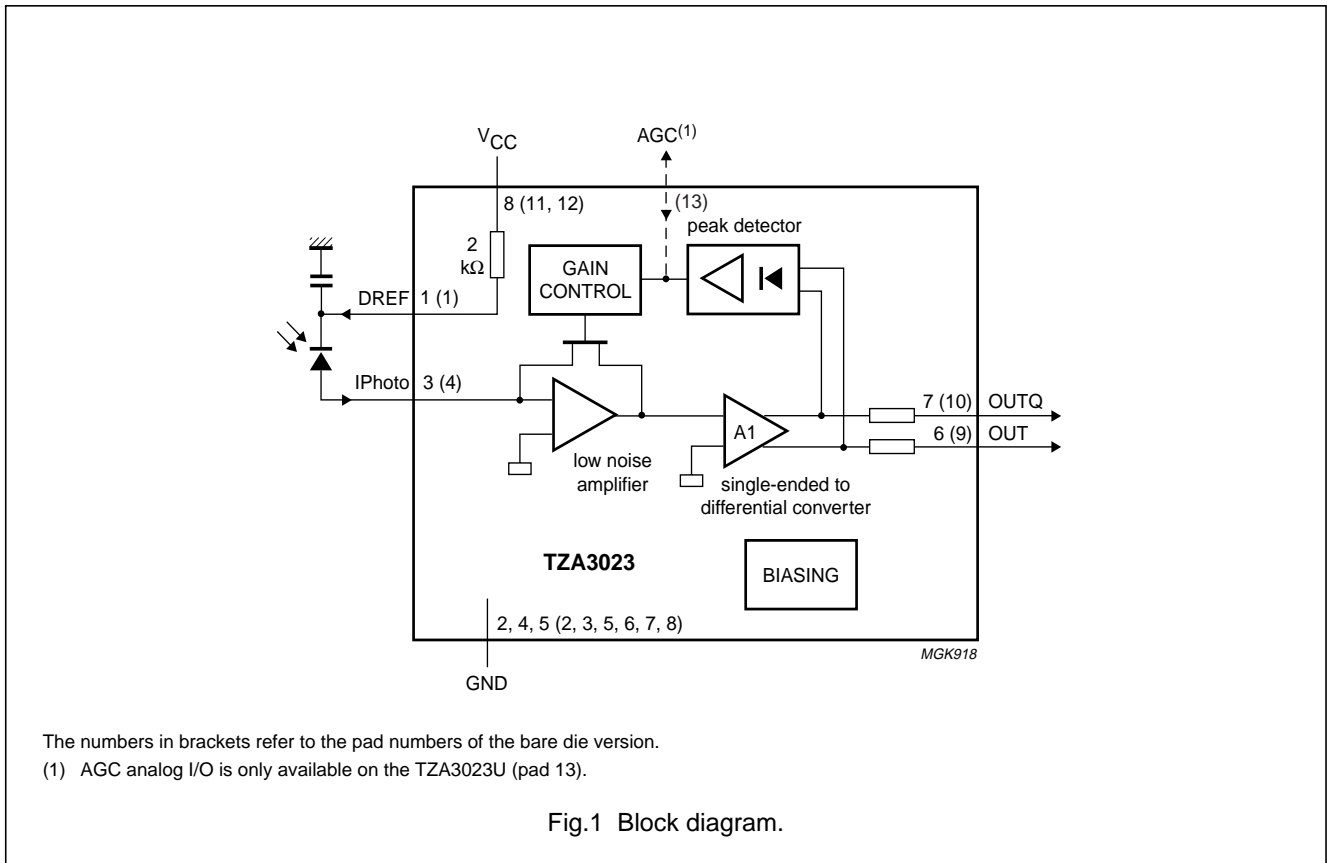 VCC
AGC(1)
8 (11, 12)
(13)
peak detector
2
kΩ
GAIN
CONTROL
DREF
1 (1)
IPhoto
3 (4)
7 (10)
OUTQ
A1
6 (9)
OUT
low noise
amplifier
single-ended to
differential converter
TZA3023
BIASING
2, 4, 5 (2, 3, 5, 6, 7, 8)
MGK918
GND
The numbers in brackets refer to the pad numbers of the bare die version.
(1) AGC analog I/O is only available on the TZA3023U (pad 13).
Fig.1 Block diagram.